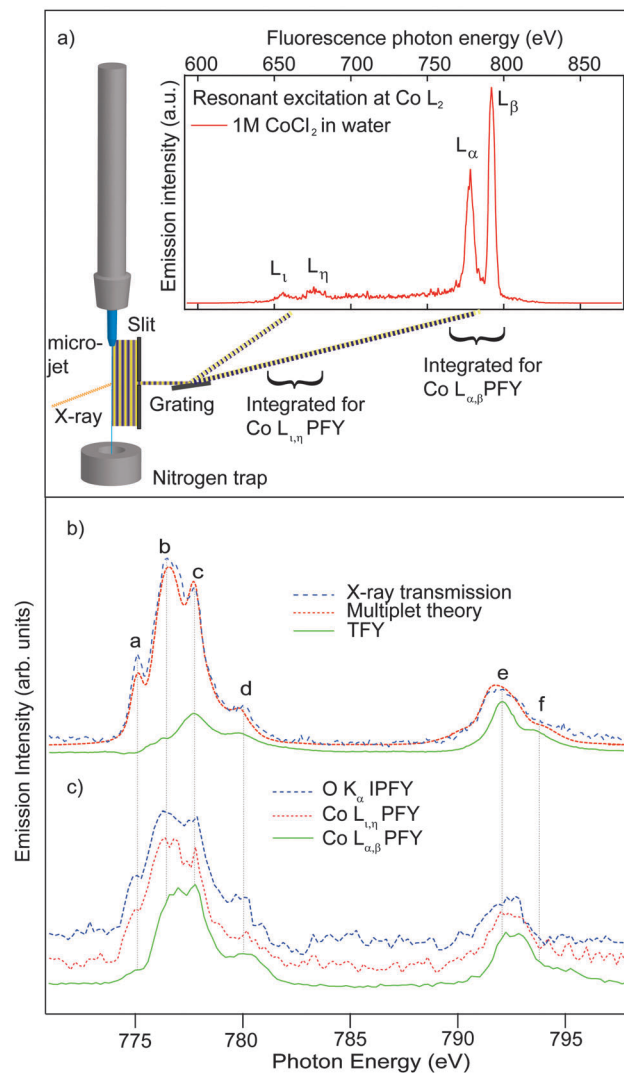 a)
Fluorescence photon energy (eV)
600 650 700 750 800 850
Resonant excitation at Co L₂
1M CoCl₂ in water
Emission intensity (a.u.)
Lα
Lβ
Lι
Lη
Slit
micro-
jet
X-ray
Grating
Nitrogen trap
Integrated for
Co Lι,η PFY
Integrated for
Co Lα,β PFY
b)
a
b
c
d
e
f
X-ray transmission
Multiplet theory
TFY
Emission Intensity (arb. units)
c)
O Kα IPFY
Co Lι,η PFY
Co Lα,β PFY
775 780 785 790 795
Photon Energy (eV)